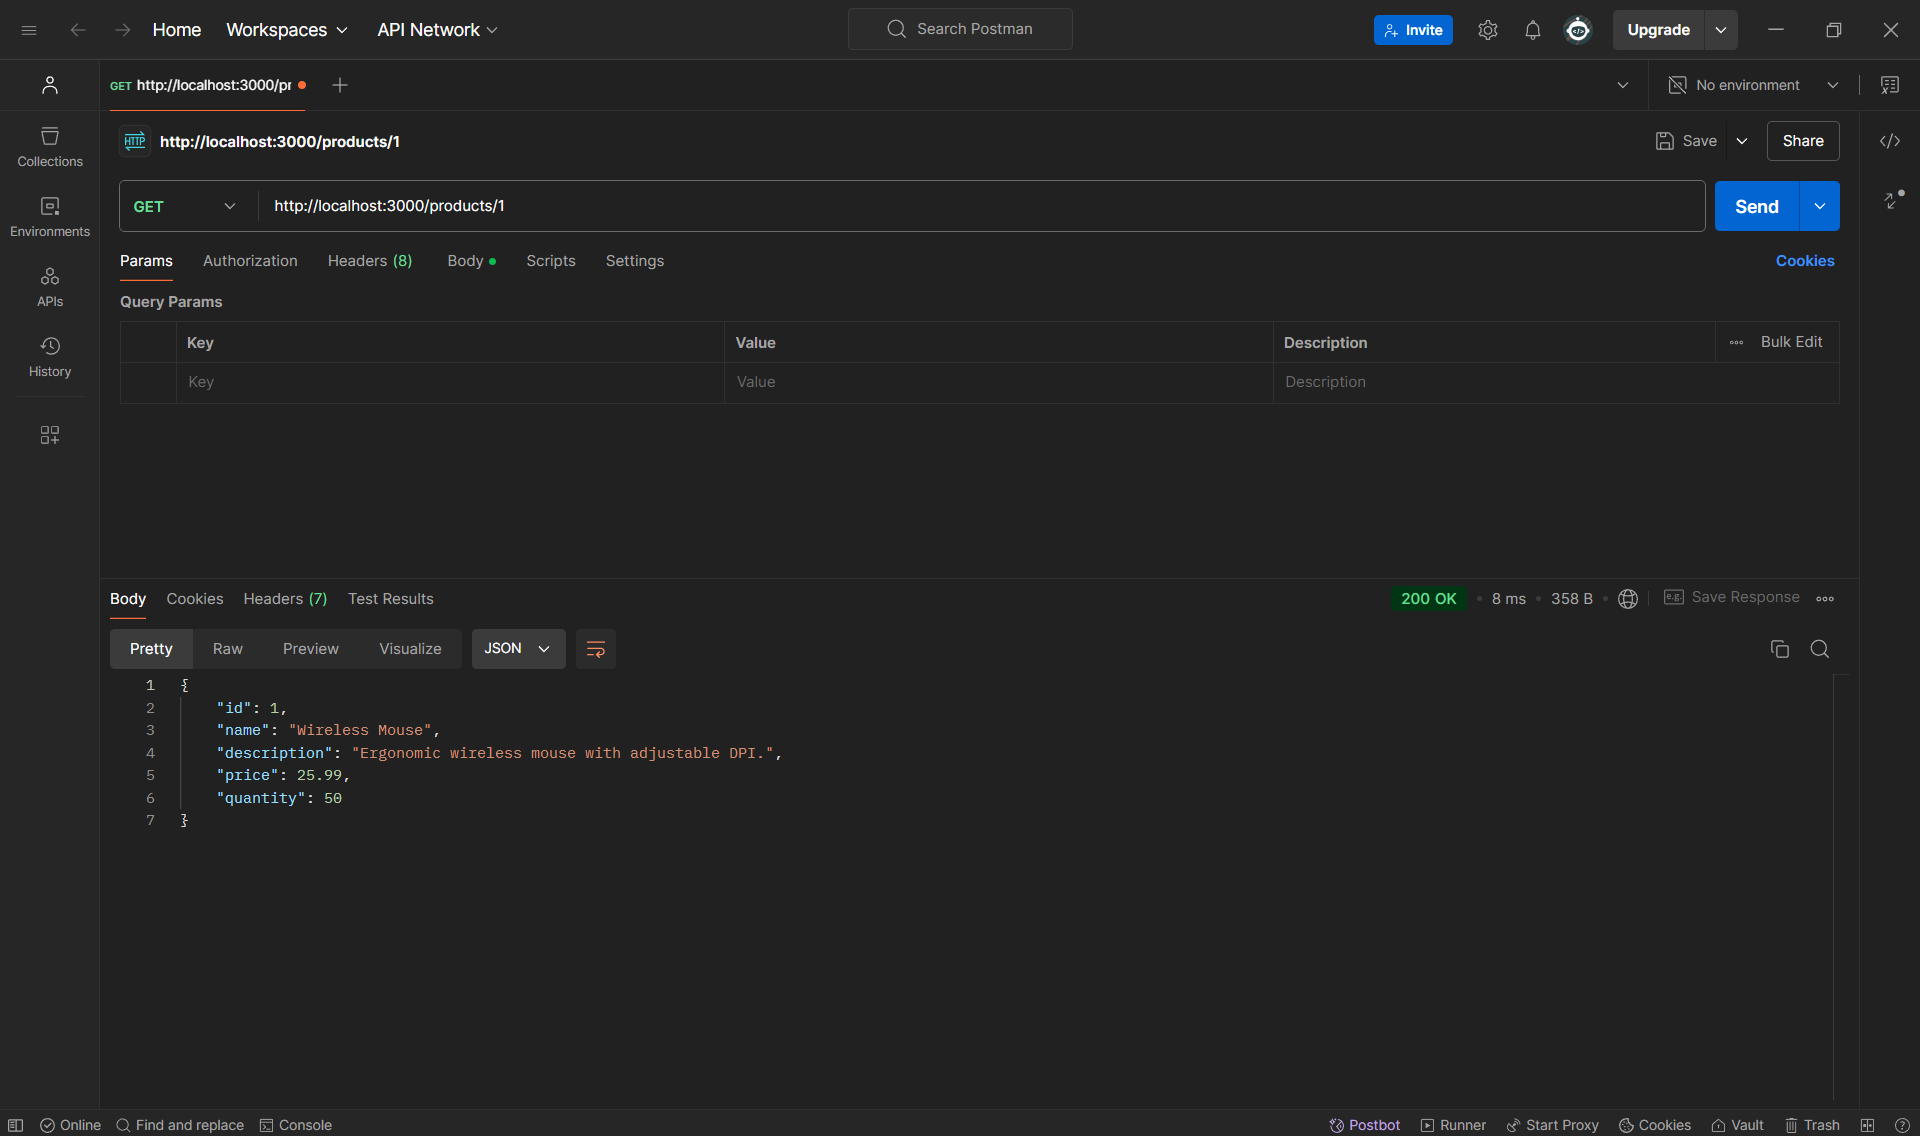 Home Workspaces API Network Search Postman Invite Upgrade
GET http://localhost:3000/pr No environment
HTTP http://localhost:3000/products/1 Save Share
Collections
GET http://localhost:3000/products/1 Send
Environments
Params Authorization Headers (8) Body Scripts Settings Cookies
APIs
Query Params
Key Value Description Bulk Edit
History
Key Value Description
Body Cookies Headers (7) Test Results 200 OK 8 ms 358 B e.g. Save Response
Pretty Raw Preview Visualize JSON
1 {
2 "id": 1,
3 "name": "Wireless Mouse",
4 "description": "Ergonomic wireless mouse with adjustable DPI.",
5 "price": 25.99,
6 "quantity": 50
7 }
Online Find and replace Console Postbot Runner Start Proxy Cookies Vault Trash